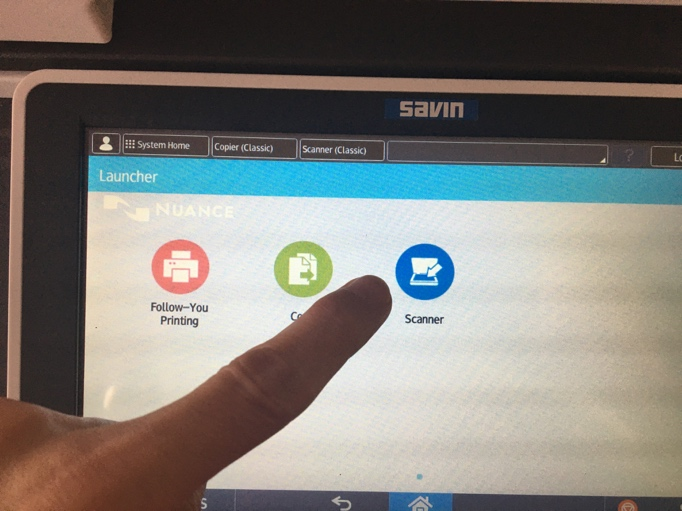 savin
System Home
Copier (Classic)
Scanner (Classic)
?
Launcher
NUANCE
Follow-You
Printing
Scanner